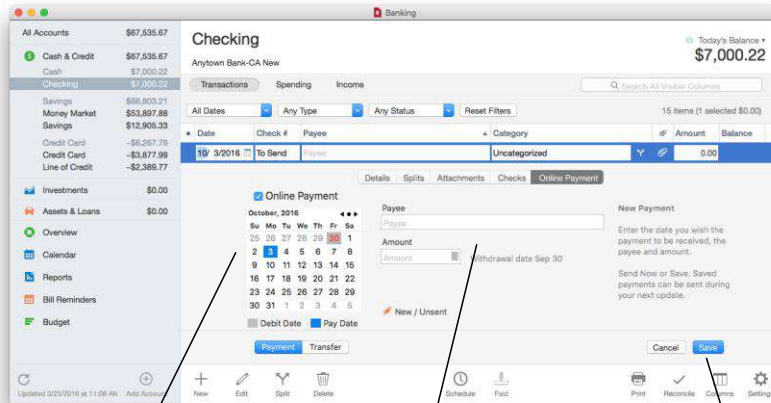 Banking
All Accounts $67,535.67
Cash & Credit $67,535.67
Cash $7,000.22
Checking $7,000.22
Savings $66,803.21
Money Market $53,897.88
Savings $12,905.33
Credit Card -$6,267.76
Credit Card -$3,877.99
Line of Credit -$2,389.77
Investments $0.00
Assets & Loans $0.00
Overview
Calendar
Reports
Bill Reminders
Budget
Updated 3/25/2016 at 11:08 AM Add Account
Checking
Anytown Bank-CA New
Today's Balance
$7,000.22
Transactions Spending Income
Search All Visible Columns
All Dates Any Type Any Status Reset Filters 15 items (1 selected $0.00)
Date Check # Payee Category Amount Balance
10/ 3/2016 To Send Payee Uncategorized 0.00
Details Splits Attachments Checks Online Payment
Online Payment
October, 2016
Su Mo Tu We Th Fr Sa
25 26 27 28 29 30 1
2 3 4 5 6 7 8
9 10 11 12 13 14 15
16 17 18 19 20 21 22
23 24 25 26 27 28 29
30 31 1 2 3 4 5
Debit Date Pay Date
Payee
Payee
Amount
Amount Withdrawal date Sep 30
New / Unsent
New Payment
Enter the date you wish the
payment to be received, the
payee and amount.
Send Now or Save. Saved
payments can be sent during
your next update.
Payment Transfer Cancel Save
New Edit Split Delete Schedule Paid Print Reconcile Columns Setting